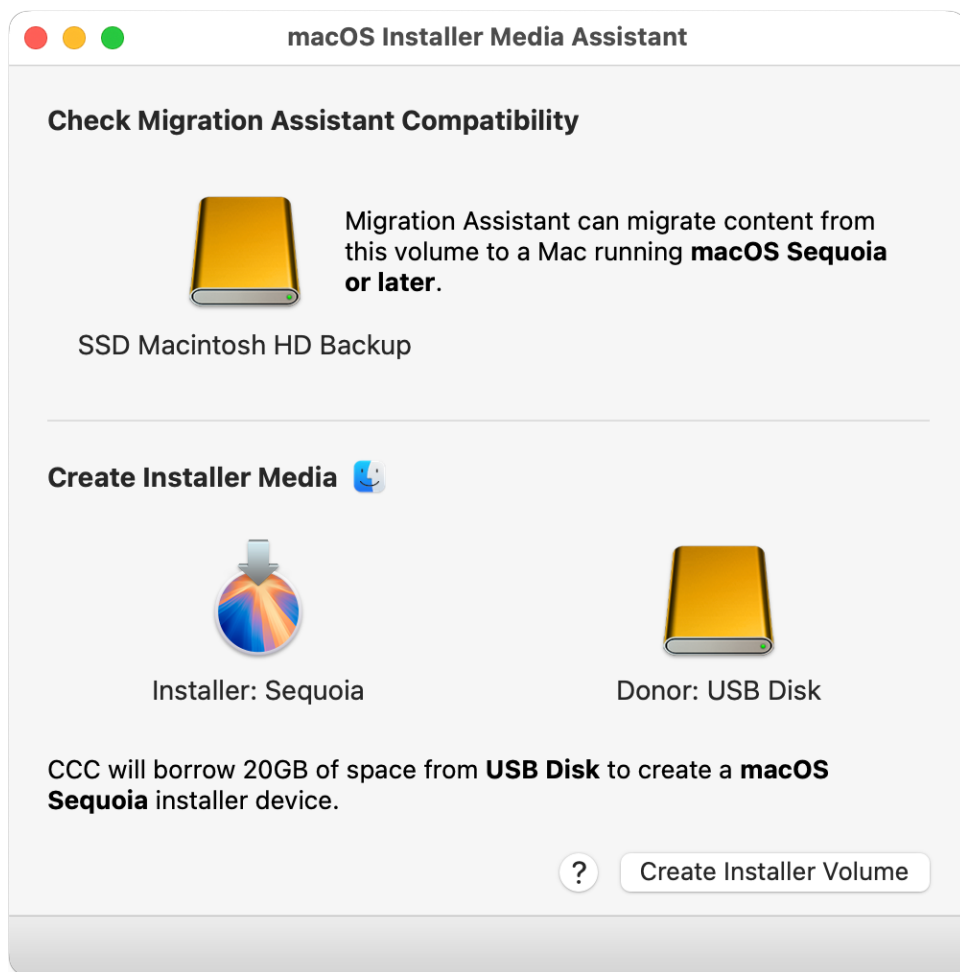 macOS Installer Media Assistant
Check Migration Assistant Compatibility
Migration Assistant can migrate content from
this volume to a Mac running macOS Sequoia
or later.
SSD Macintosh HD Backup
Create Installer Media
Installer: Sequoia
Donor: USB Disk
CCC will borrow 20GB of space from USB Disk to create a macOS
Sequoia installer device.
?
Create Installer Volume